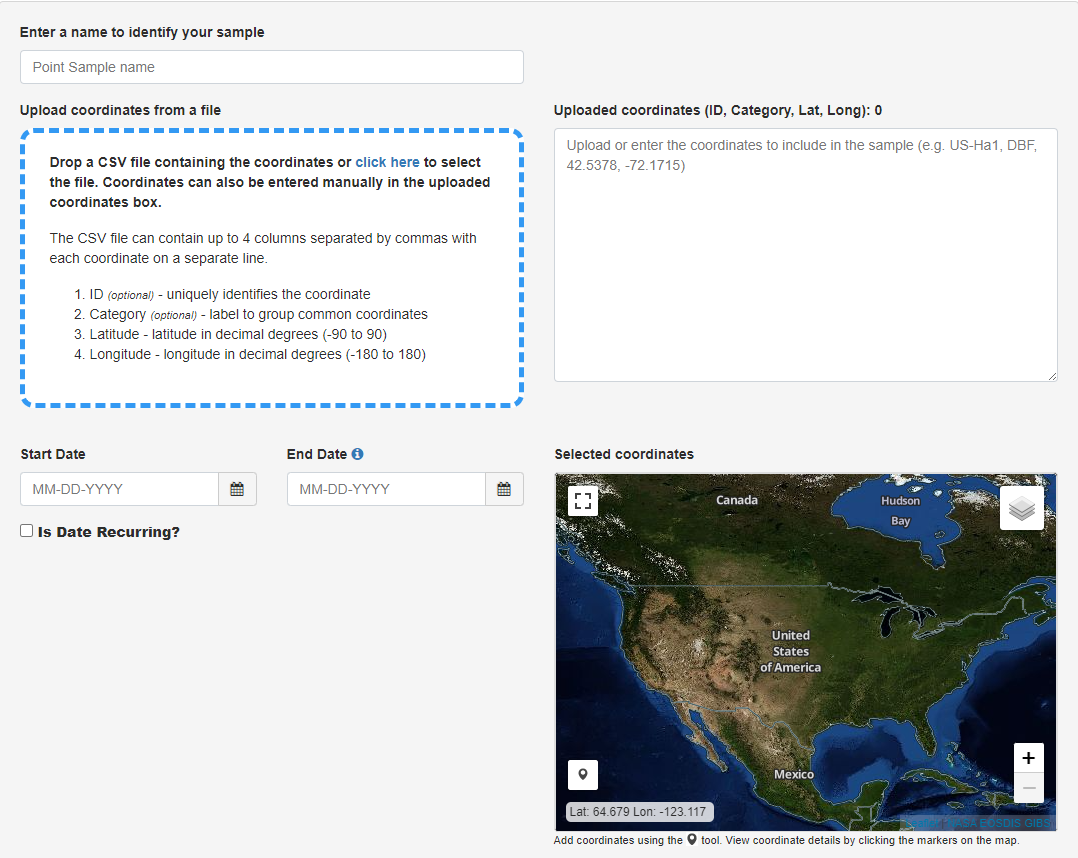 Enter a name to identify your sample
Point Sample name
Upload coordinates from a file
Drop a CSV file containing the coordinates or click here to select
the file. Coordinates can also be entered manually in the uploaded
coordinates box.
The CSV file can contain up to 4 columns separated by commas with
each coordinate on a separate line.
1. ID (optional) - uniquely identifies the coordinate
2. Category (optional) - label to group common coordinates
3. Latitude - latitude in decimal degrees (-90 to 90)
4. Longitude - longitude in decimal degrees (-180 to 180)
Uploaded coordinates (ID, Category, Lat, Long): 0
Upload or enter the coordinates to include in the sample (e.g. US-Ha1, DBF,
42.5378, -72.1715)
Start Date
MM-DD-YYYY
End Date
MM-DD-YYYY
Is Date Recurring?
Selected coordinates
Canada
Hudson
Bay
United
States
of America
Mexico
+
−
Lat: 64.679 Lon: -123.117
NASA EOSDIS GIBS
Add coordinates using the tool. View coordinate details by clicking the markers on the map.